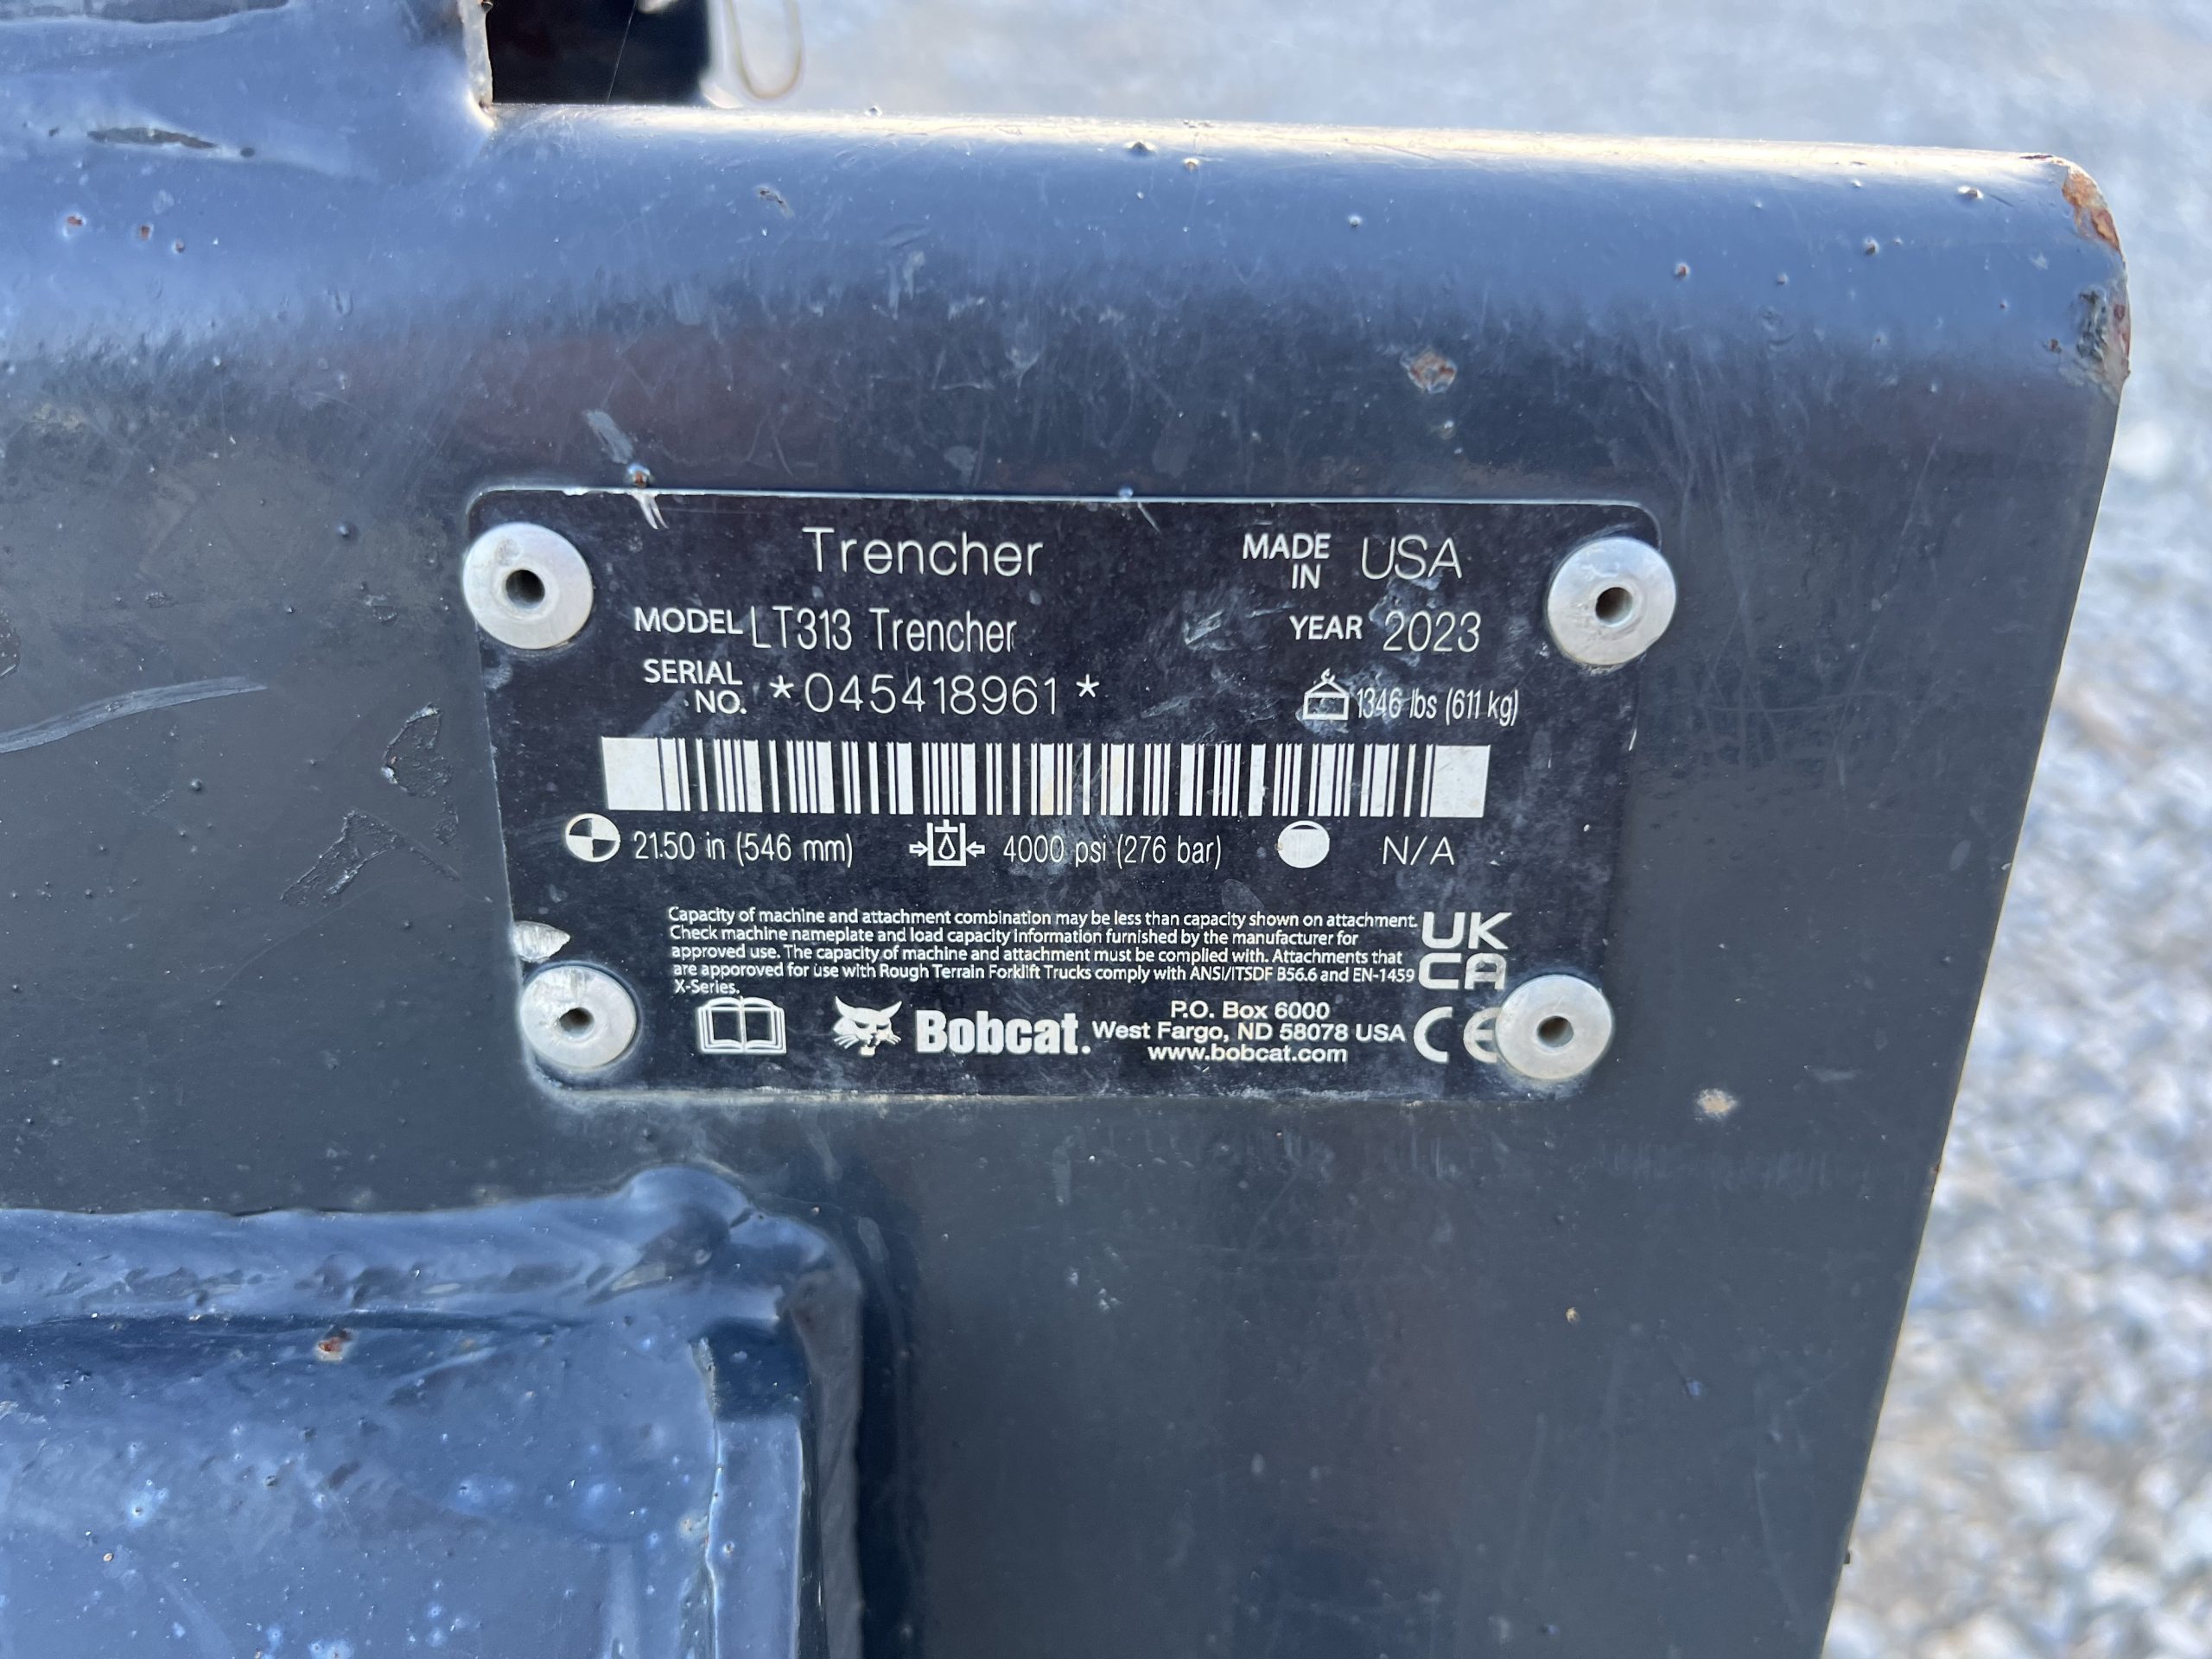 Trencher
MADE IN USA
MODEL LT313 Trencher
YEAR 2023
SERIAL NO. *045418961*
1346 lbs (611 kg)
21.50 in (546 mm)
4000 psi (276 bar)
N/A
Capacity of machine and attachment combination may be less than capacity shown on attachment.
Check machine nameplate and load capacity information furnished by the manufacturer for
approved use. The capacity of machine and attachment must be complied with. Attachments that
are apporoved for use with Rough Terrain Forklift Trucks comply with ANSI/ITSDF B56.6 and EN-1459
X-Series.
UK
CA
Bobcat.
P.O. Box 6000
West Fargo, ND 58078 USA
www.bobcat.com
CE